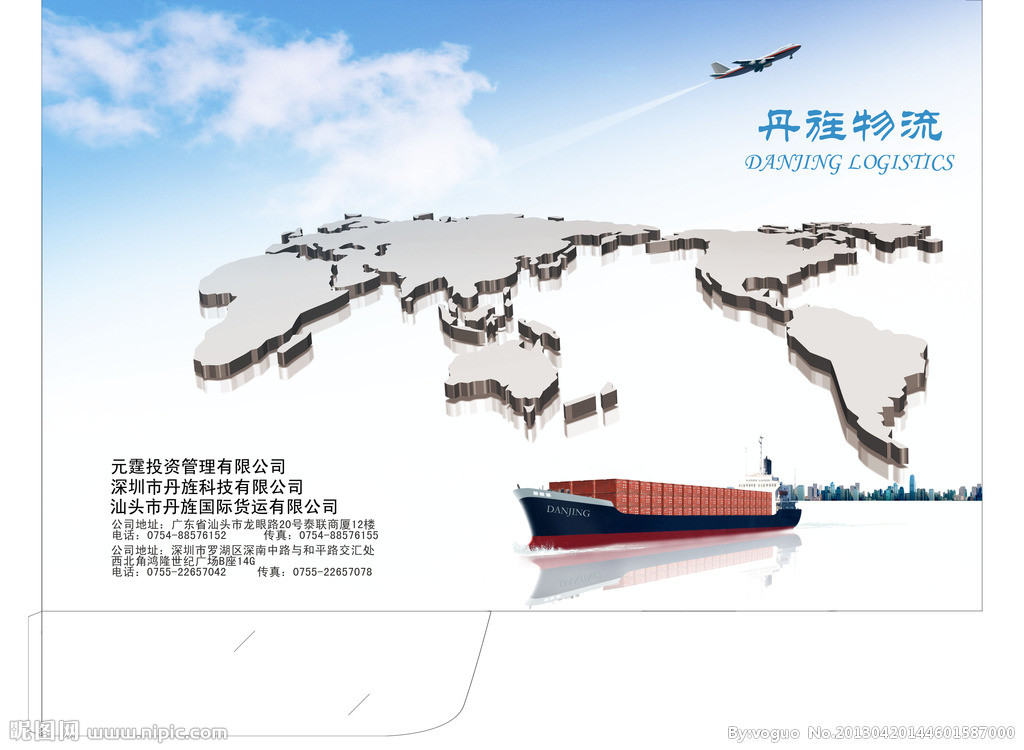 丹旌物流
DANJING LOGISTICS
DANJING
元霆投资管理有限公司
深圳市丹旌科技有限公司
汕头市丹旌国际货运有限公司
公司地址：广东省汕头市龙眼路20号泰联商厦12楼
电话：0754-88576152 传真：0754-88576155
公司地址：深圳市罗湖区深南中路与和平路交汇处
西北角鸿隆世纪广场B座14G
电话：0755-22657042 传真：0755-22657078
昵图网 www.nipic.com
By:voguo No.20130420144601587000